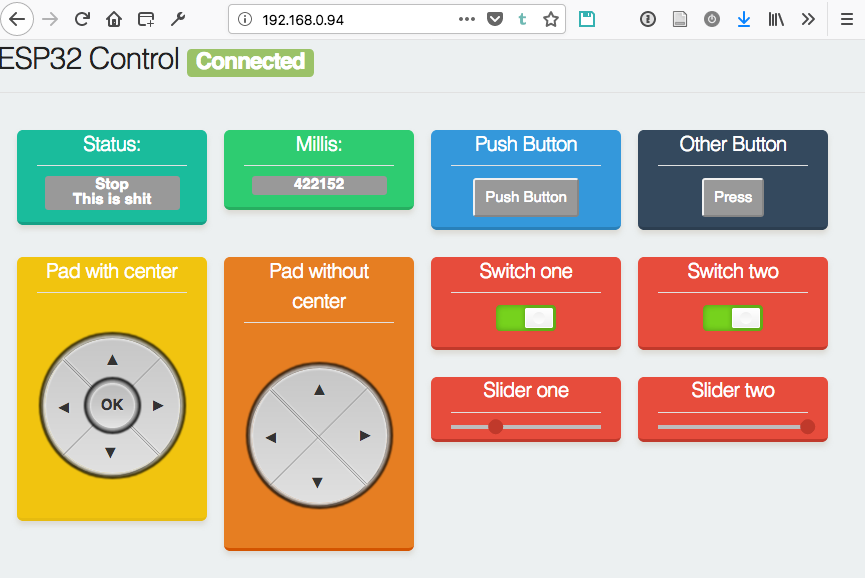 192.168.0.94
ESP32 Control Connected
Status:
Stop
This is shit
Millis:
422152
Push Button
Push Button
Other Button
Press
Pad with center
OK
Pad without
center
Switch one
Switch two
Slider one
Slider two